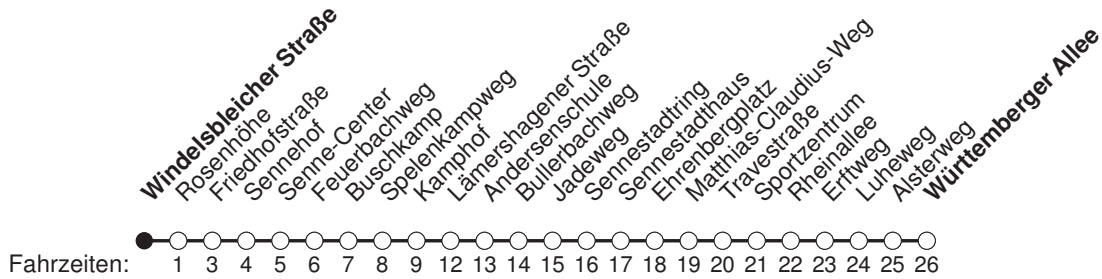 Windelsbleicher Straße
Rosenhöhe
Friedhofstraße
Sennehof
Senne-Center
Feuerbachweg
Buschkamp
Splenkampweg
Kamphof
Lämershagener Straße
Andersenschule
Bullerbachweg
Jadeweg
Sennestadtring
Sennestadthaus
Ehrenbergplatz
Matthias-Claudius-Weg
Travestraße
Sportzentrum
Rheinallee
Erftweg
Luheweg
Alsterweg
Württemberger Allee
Fahrzeiten: 1 3 4 5 6 7 8 9 12 13 14 15 16 17 18 19 20 21 22 23 24 25 26